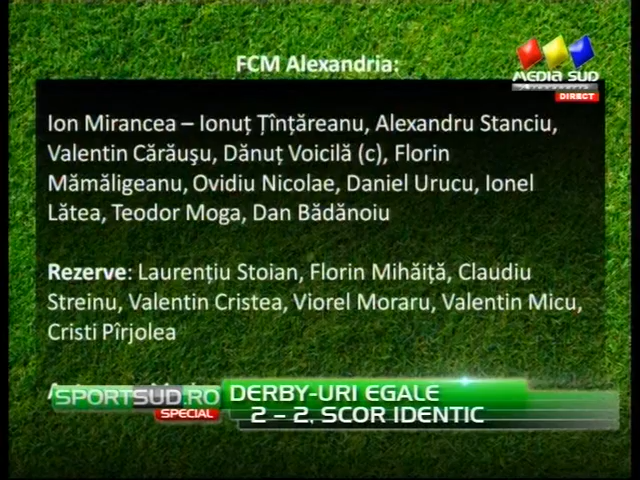 FCM Alexandria:
MEDIA SUD
DIRECT
Ion Mirancea – Ionuț Țînțăreanu, Alexandru Stanciu,
Valentin Cărăuşu, Dănuț Voicilă (c), Florin
Mămăligeanu, Ovidiu Nicolae, Daniel Urucu, Ionel
Lătea, Teodor Moga, Dan Bădănoiu
Rezerve: Laurențiu Stoian, Florin Mihăiță, Claudiu
Streinu, Valentin Cristea, Viorel Moraru, Valentin Micu,
Cristi Pîrjolea
SPORTSUD.RO
SPECIAL
DERBY-URI EGALE
2 – 2, SCOR IDENTIC